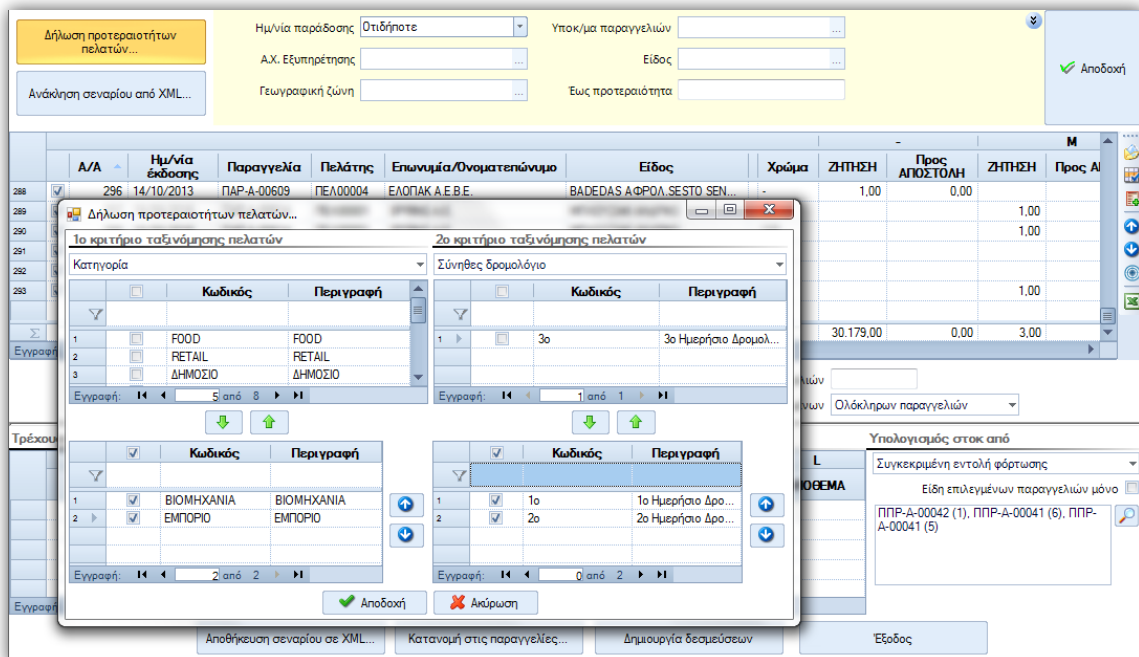 Δήλωση προτεραιοτήτων πελατών...
Ανάκληση σεναρίου από XML...
Ημ/νία παράδοσης Οτιδήποτε
Υποκ/μα παραγγελιών
Α.Χ. Εξυπηρέτησης
Είδος
Γεωγραφική ζώνη
Έως προτεραιότητα
Αποδοχή
- M
Α/Α Ημ/νία έκδοσης Παραγγελία Πελάτης Επωνυμία/Ονοματεπώνυμο Είδος Χρώμα ΖΗΤΗΣΗ Προς ΑΠΟΣΤΟΛΗ ΖΗΤΗΣΗ Προς ΑΙ
288 296 14/10/2013 ΠΑΡ-Α-00609 ΠΕΛ00004 ΕΛΟΠΑΚ Α.Ε.Β.Ε. BADEDAS ΑΦΡΟΛ.SESTO SEN... - 1,00 0,00
289 1,00
290 1,00
291
292
293 1,00
Σ 30.179,00 0,00 3,00
Εγγραφή
Δήλωση προτεραιοτήτων πελατών...
1ο κριτήριο ταξινόμησης πελατών
Κατηγορία
Κωδικός Περιγραφή
1 FOOD FOOD
2 RETAIL RETAIL
3 ΔΗΜΟΣΙΟ ΔΗΜΟΣΙΟ
Εγγραφή: 5 από 8
Κωδικός Περιγραφή
1 ΒΙΟΜΗΧΑΝΙΑ ΒΙΟΜΗΧΑΝΙΑ
2 ΕΜΠΟΡΙΟ ΕΜΠΟΡΙΟ
Εγγραφή: 2 από 2
2ο κριτήριο ταξινόμησης πελατών
Σύνηθες δρομολόγιο
Κωδικός Περιγραφή
1 3ο 3ο Ημερήσιο Δρομολ...
Εγγραφή: 1 από 1
Κωδικός Περιγραφή
1 1ο 1ο Ημερήσιο Δρο...
2 2ο 2ο Ημερήσιο Δρο...
Εγγραφή: 0 από 2
Αποδοχή
Ακύρωση
λιών
νων Ολόκληρων παραγγελιών
Τρέχου
L
ΘΕΜΑ
Εγγραφή
Υπολογισμός στοκ από
Συγκεκριμένη εντολή φόρτωσης
Είδη επιλεγμένων παραγγελιών μόνο
ΠΠΡ-Α-00042 (1), ΠΠΡ-Α-00041 (6), ΠΠΡ-
Α-00041 (5)
Αποθήκευση σεναρίου σε XML...
Κατανομή στις παραγγελίες...
Δημιουργία δεσμεύσεων
Έξοδος